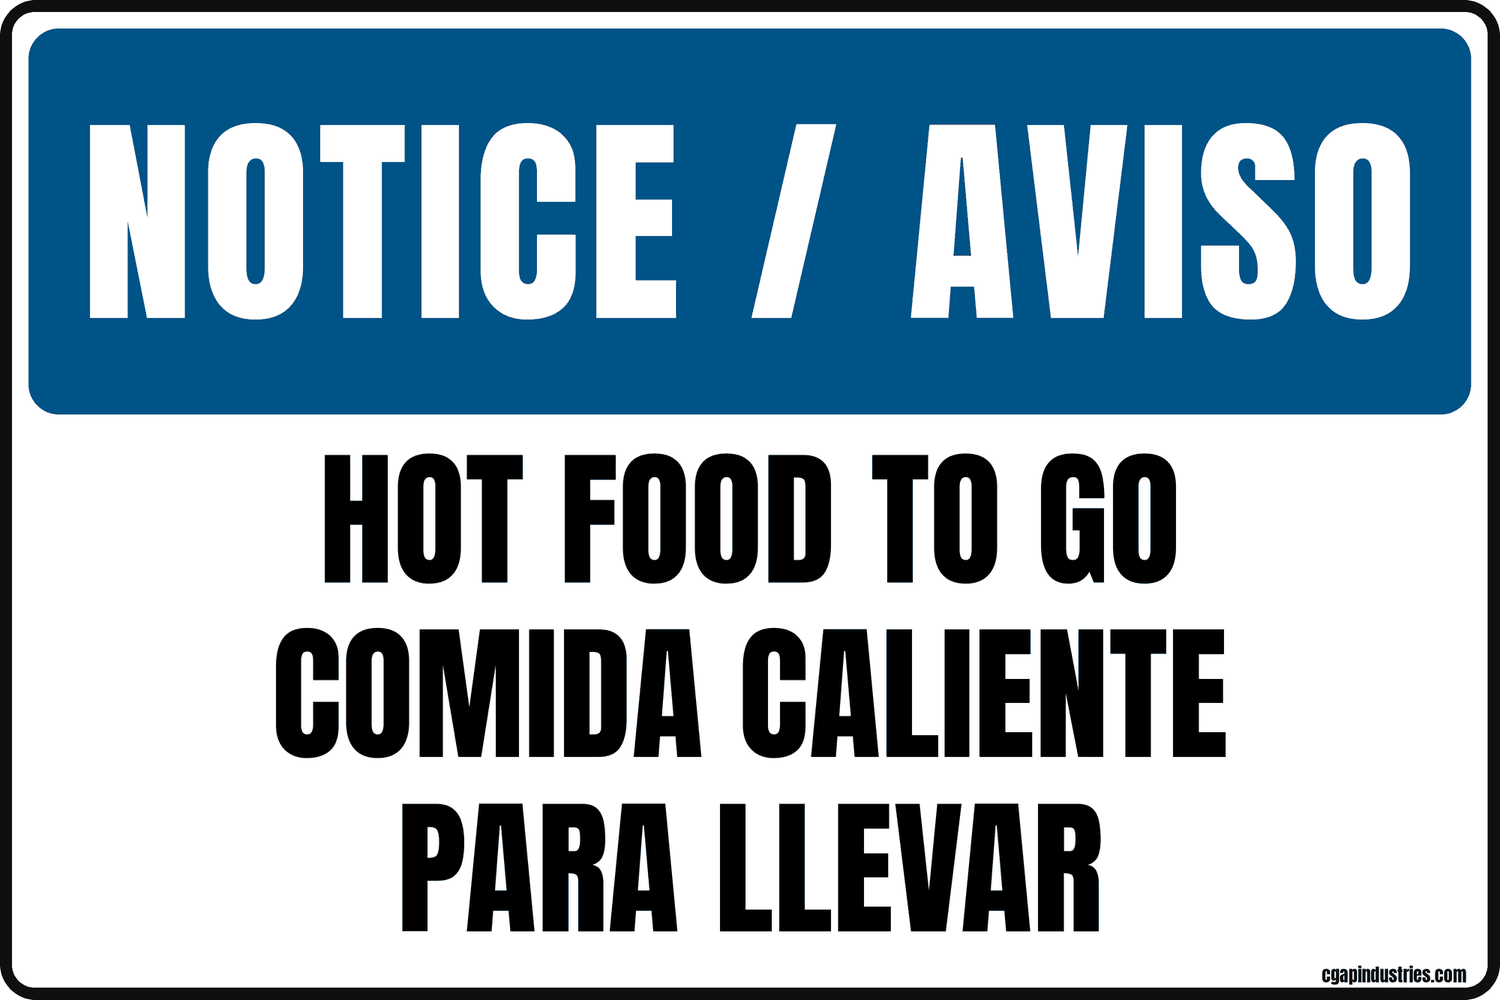 NOTICE / AVISO
HOT FOOD TO GO
COMIDA CALIENTE
PARA LLEVAR
cgapindustries.com